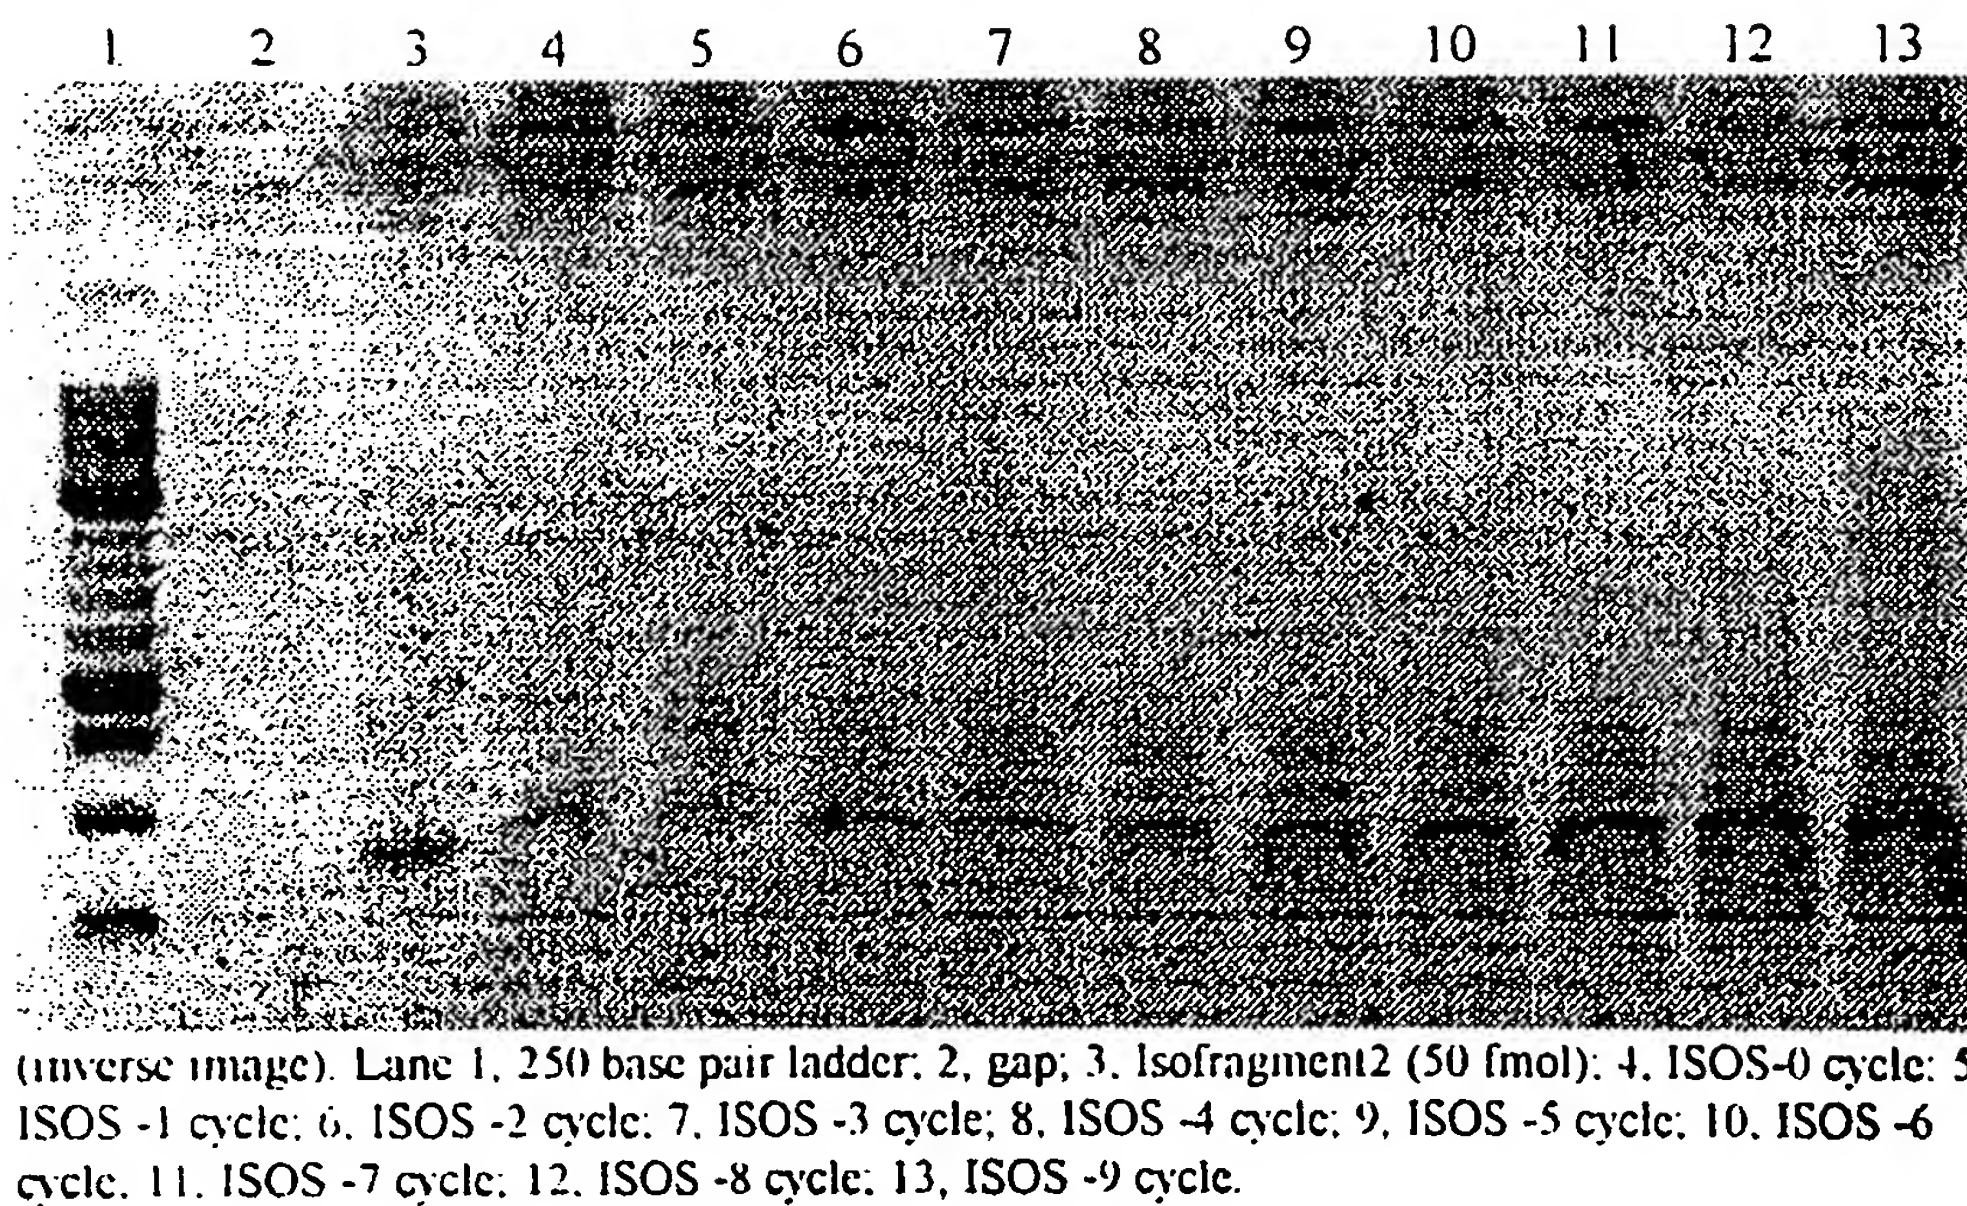 1 2 3 4 5 6 7 8 9 10 11 12 13
(inverse image). Lane 1, 250 base pair ladder; 2, gap; 3. Isofragment2 (50 fmol); 4. ISOS-0 cycle; 5
ISOS -1 cycle; 6. ISOS -2 cycle; 7. ISOS -3 cycle; 8, ISOS -4 cycle; 9, ISOS -5 cycle; 10. ISOS -6
cycle. 11. ISOS -7 cycle; 12. ISOS -8 cycle; 13, ISOS -9 cycle.